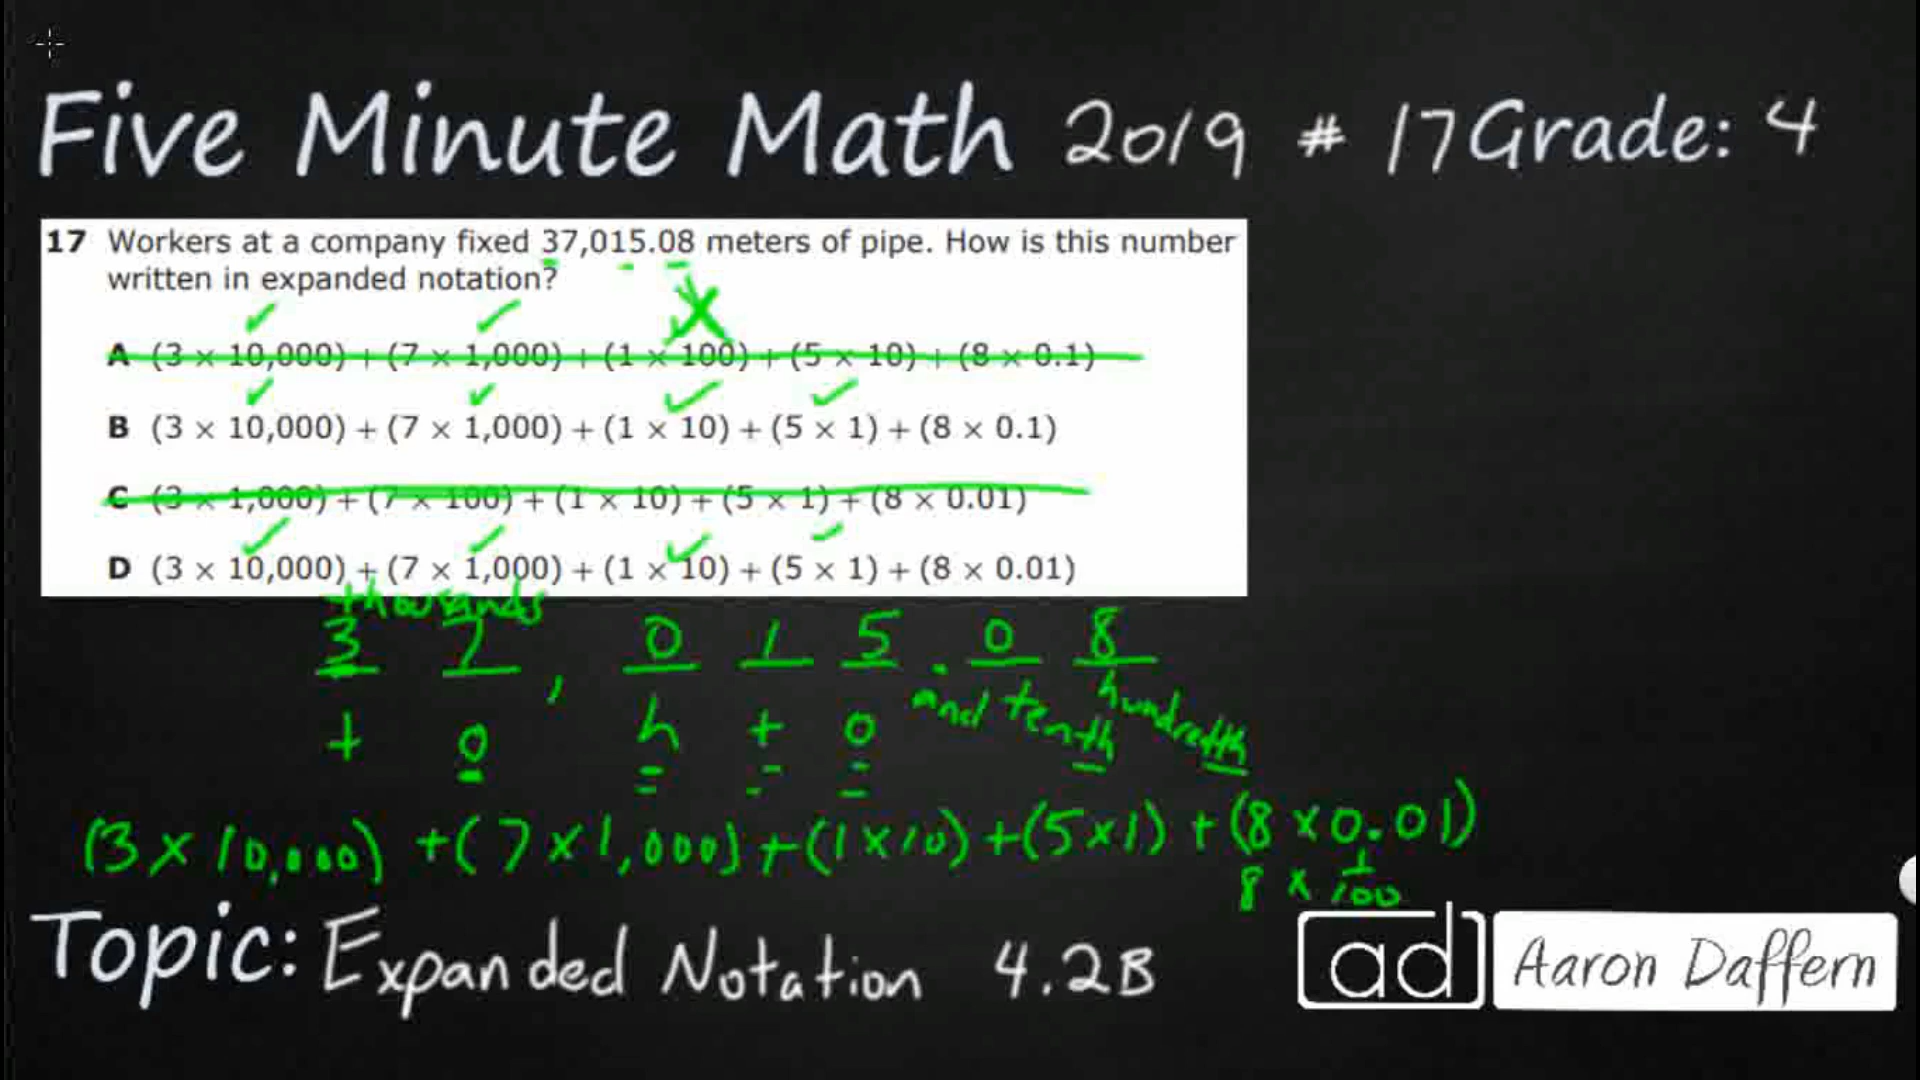 Five Minute Math 2019 # 17 Grade: 4
17 Workers at a company fixed 37,015.08 meters of pipe. How is this number
written in expanded notation?
A (3 × 10,000) + (7 × 1,000) + (1 × 100) + (5 × 10) + (8 × 0.1)
B (3 × 10,000) + (7 × 1,000) + (1 × 10) + (5 × 1) + (8 × 0.1)
C (3 × 1,000) + (7 × 100) + (1 × 10) + (5 × 1) + (8 × 0.01)
D (3 × 10,000) + (7 × 1,000) + (1 × 10) + (5 × 1) + (8 × 0.01)
thousands
3 7, 0 1 5 . 0 8
t o h t o and tenth hundredth
(3 × 10,000) + (7 × 1,000) + (1 × 10) + (5 × 1) + (8 × 0.01)
8 × 1/100
Topic: Expanded Notation 4.2B
ad Aaron Daffern